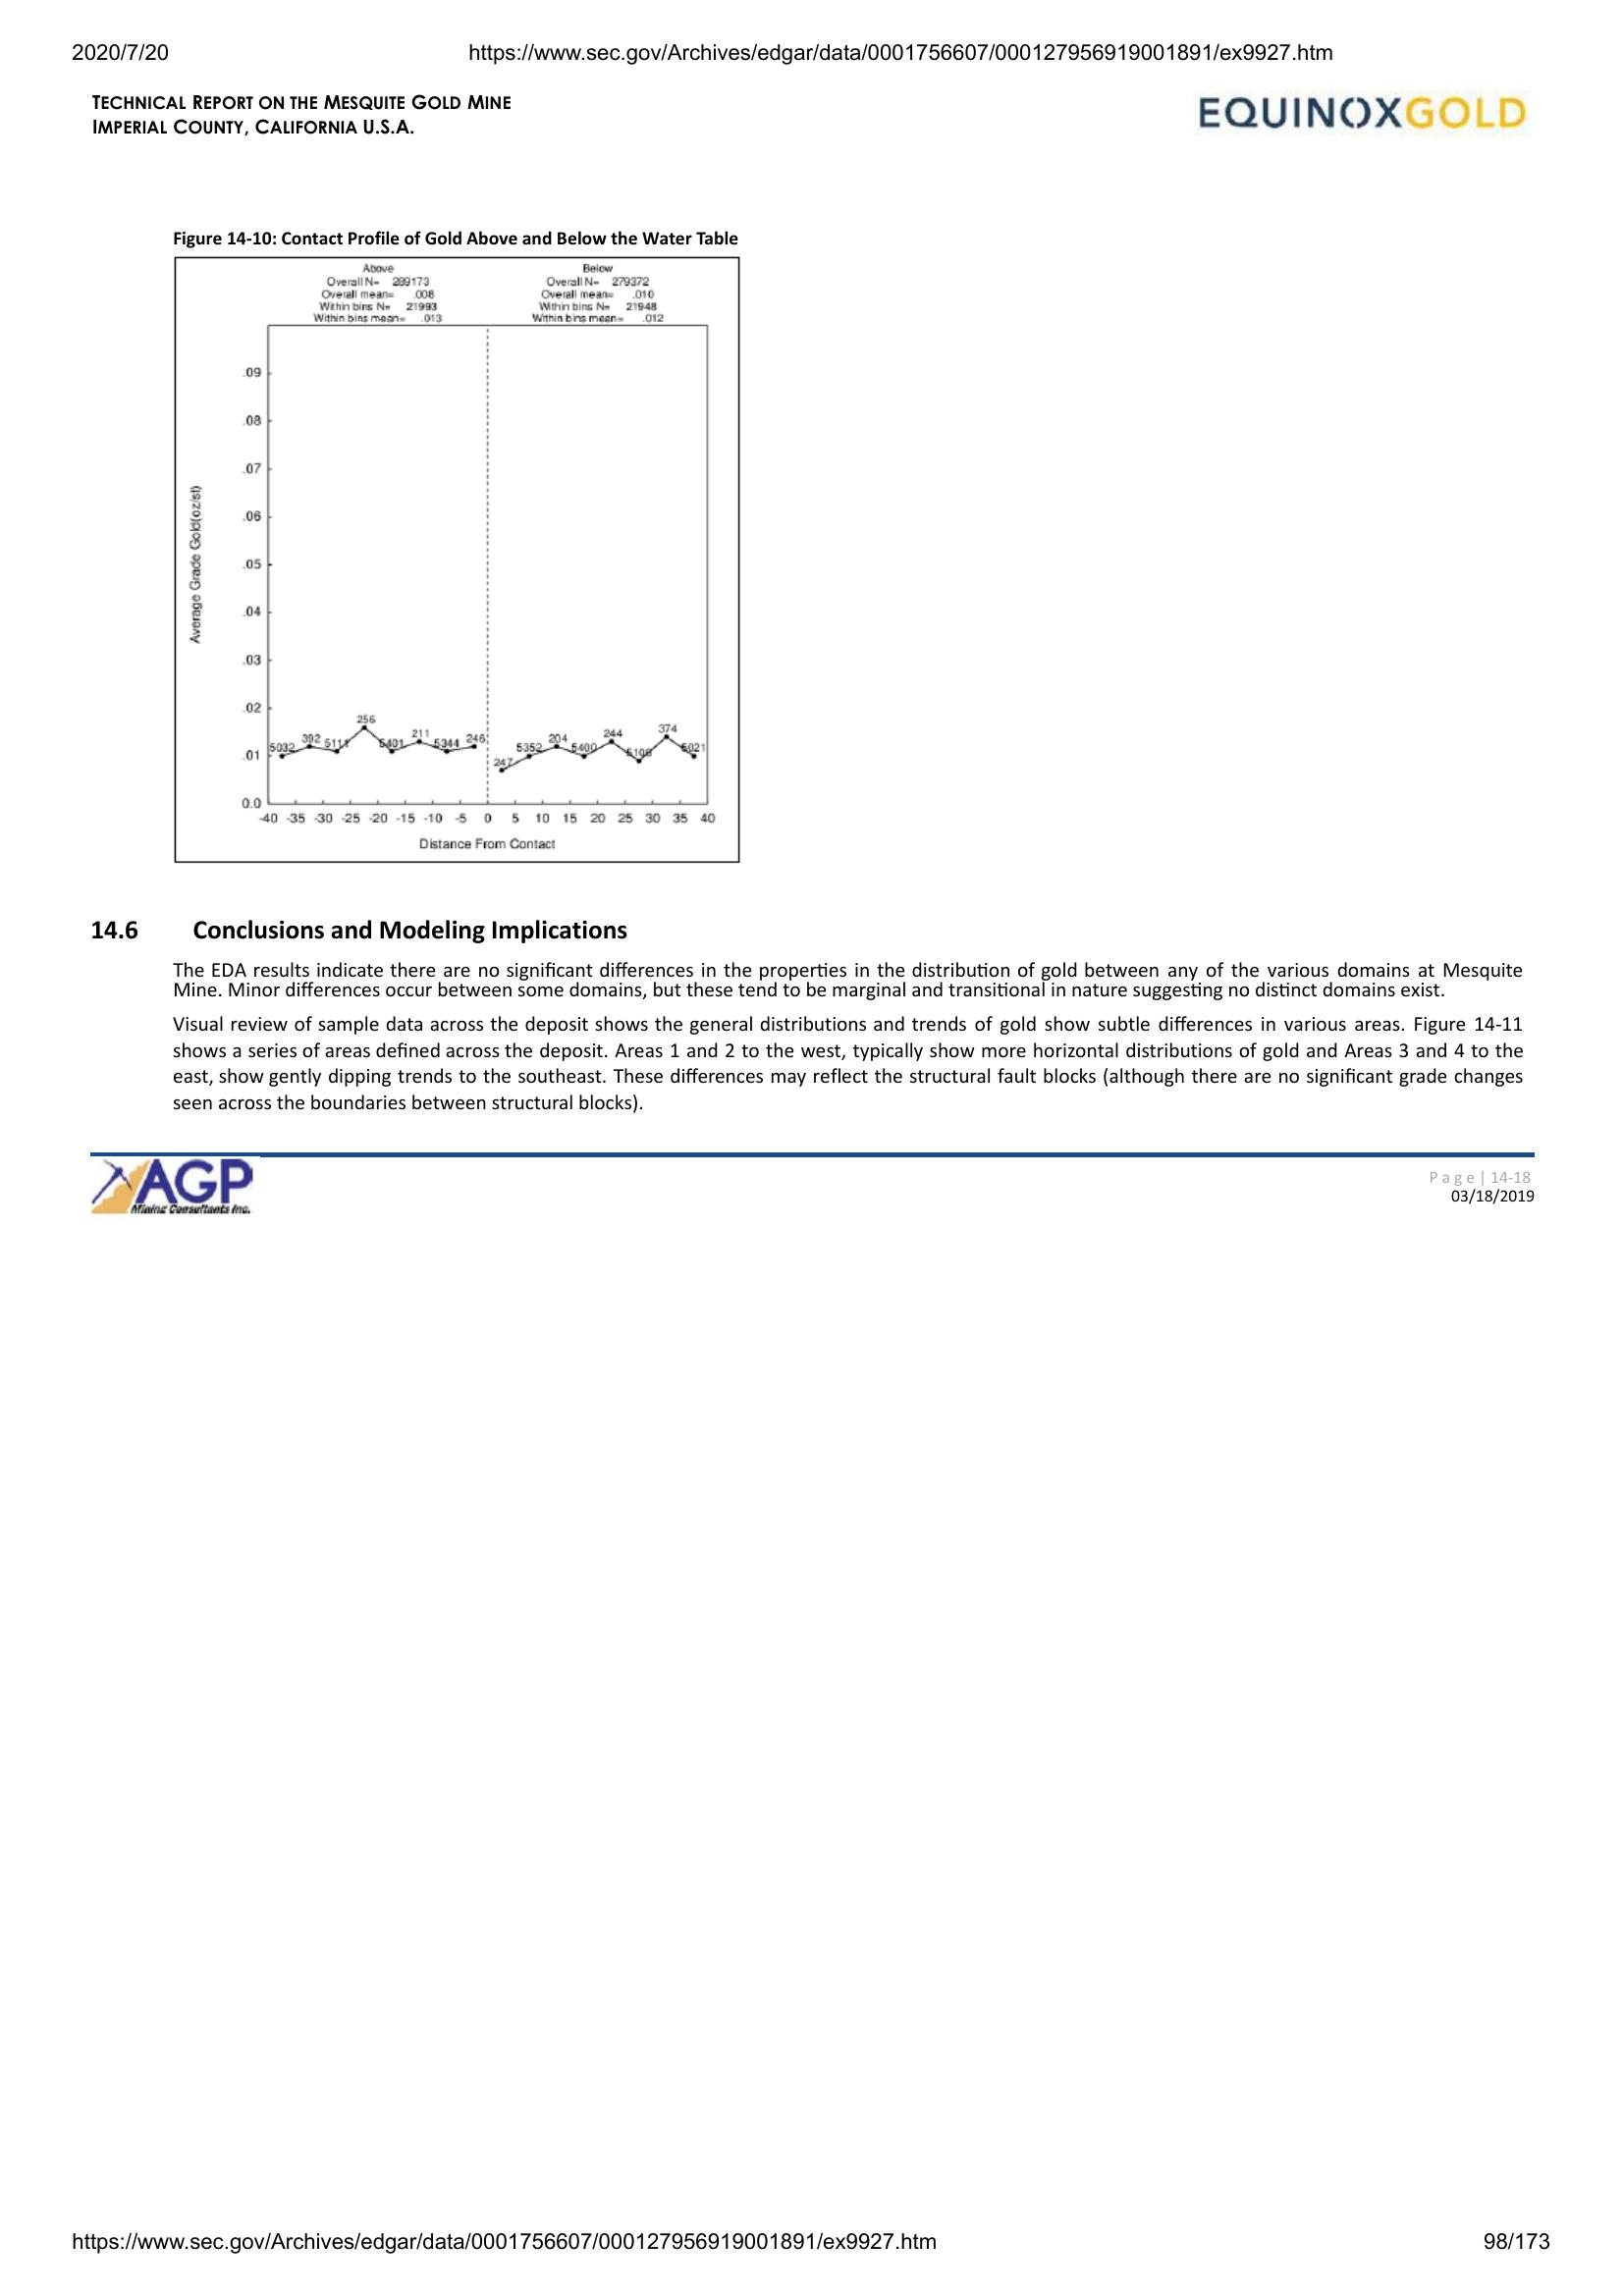 2020/7/20 https://www.sec.gov/Archives/edgar/data/0001756607/000127956919001891/ex9927.htm
TECHNICAL REPORT ON THE MESQUITE GOLD MINE
IMPERIAL COUNTY, CALIFORNIA U.S.A.
EQUINOXGOLD
Figure 14-10: Contact Profile of Gold Above and Below the Water Table
Above Below
Overall N= 289173 Overall N= 279372
Overall mean= .008 Overall mean= .010
Within bins N= 21993 Within bins N= 21948
Within bins mean= .013 Within bins mean= .012
.09
.08
.07
.06
.05
.04
.03
.02
.01
0.0
Average Grade Gold(oz/st)
5032 392 5111 256 5401 211 5344 246 247 5352 204 5400 244 5106 374 5021
-40 -35 -30 -25 -20 -15 -10 -5 0 5 10 15 20 25 30 35 40
Distance From Contact
14.6 Conclusions and Modeling Implications
The EDA results indicate there are no significant differences in the properties in the distribution of gold between any of the various domains at Mesquite
Mine. Minor differences occur between some domains, but these tend to be marginal and transitional in nature suggesting no distinct domains exist.
Visual review of sample data across the deposit shows the general distributions and trends of gold show subtle differences in various areas. Figure 14-11
shows a series of areas defined across the deposit. Areas 1 and 2 to the west, typically show more horizontal distributions of gold and Areas 3 and 4 to the
east, show gently dipping trends to the southeast. These differences may reflect the structural fault blocks (although there are no significant grade changes
seen across the boundaries between structural blocks).
AGP
Mining Consultants Inc.
Page | 14-18
03/18/2019
https://www.sec.gov/Archives/edgar/data/0001756607/000127956919001891/ex9927.htm 98/173